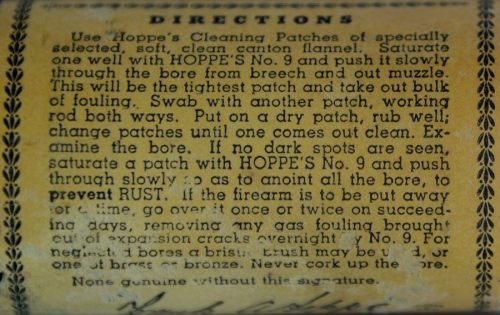 DIRECTIONS
Use Hoppe's Cleaning Patches of specially
selected, soft, clean canton flannel. Saturate
one well with HOPPE'S No. 9 and push it slowly
through the bore from breech and out muzzle.
This will be the tightest patch and take out bulk
of fouling. Swab with another patch, working
rod both ways. Put on a dry patch, rub well;
change patches until one comes out clean. Ex-
amine the bore. If no dark spots are seen,
saturate a patch with HOPPE'S No. 9 and push
through slowly so as to anoint all the bore, to
prevent RUST. If the firearm is to be put away
for a time, go over it once or twice on succeed-
ing days, removing any gas fouling brought
out of expansion cracks overnight by No. 9. For
neglected bores a bristle brush may be used, or
one of brass or bronze. Never cork up the bore.
None genuine without this signature.